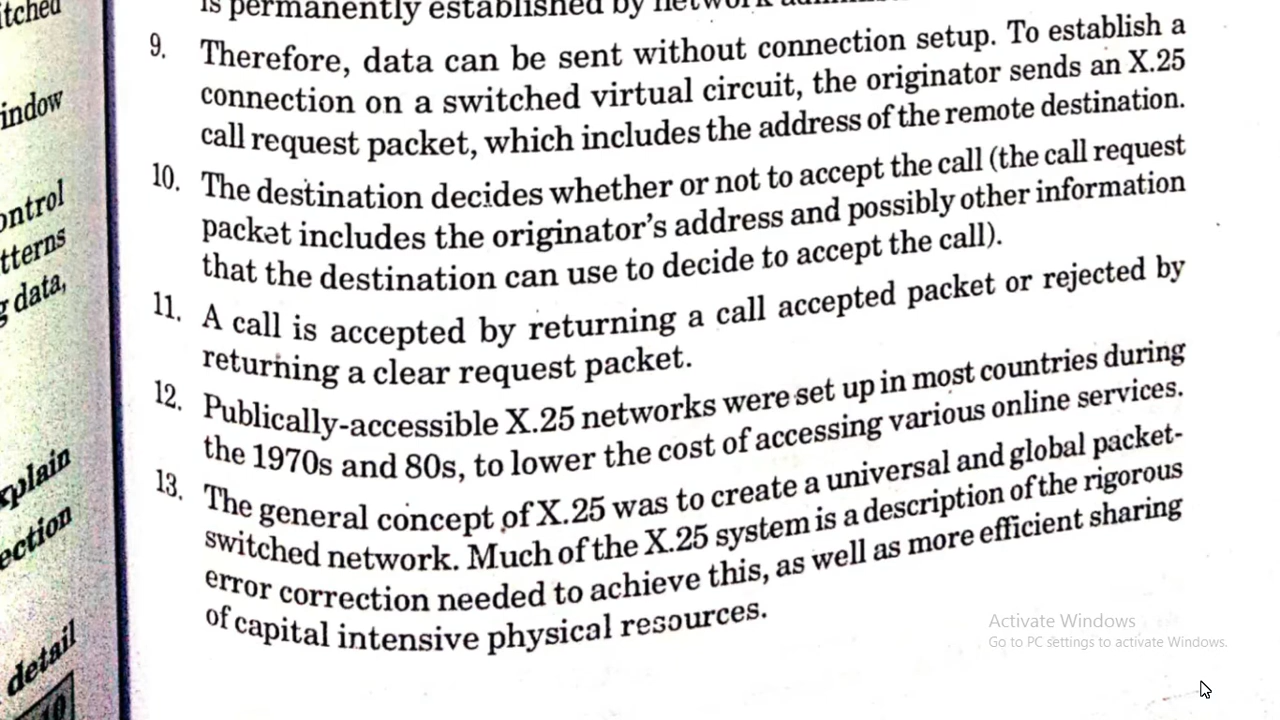 itched
indow
ontrol
tterns
g data,
xplain
ection
detail
is permanently established by network
9. Therefore, data can be sent without connection setup. To establish a
connection on a switched virtual circuit, the originator sends an X.25
call request packet, which includes the address of the remote destination.
10. The destination decides whether or not to accept the call (the call request
packet includes the originator's address and possibly other information
that the destination can use to decide to accept the call).
11. A call is accepted by returning a call accepted packet or rejected by
returning a clear request packet.
12. Publically-accessible X.25 networks were set up in most countries during
the 1970s and 80s, to lower the cost of accessing various online services.
13. The general concept of X.25 was to create a universal and global packet-
switched network. Much of the X.25 system is a description of the rigorous
error correction needed to achieve this, as well as more efficient sharing
of capital intensive physical resources.
Activate Windows
Go to PC settings to activate Windows.